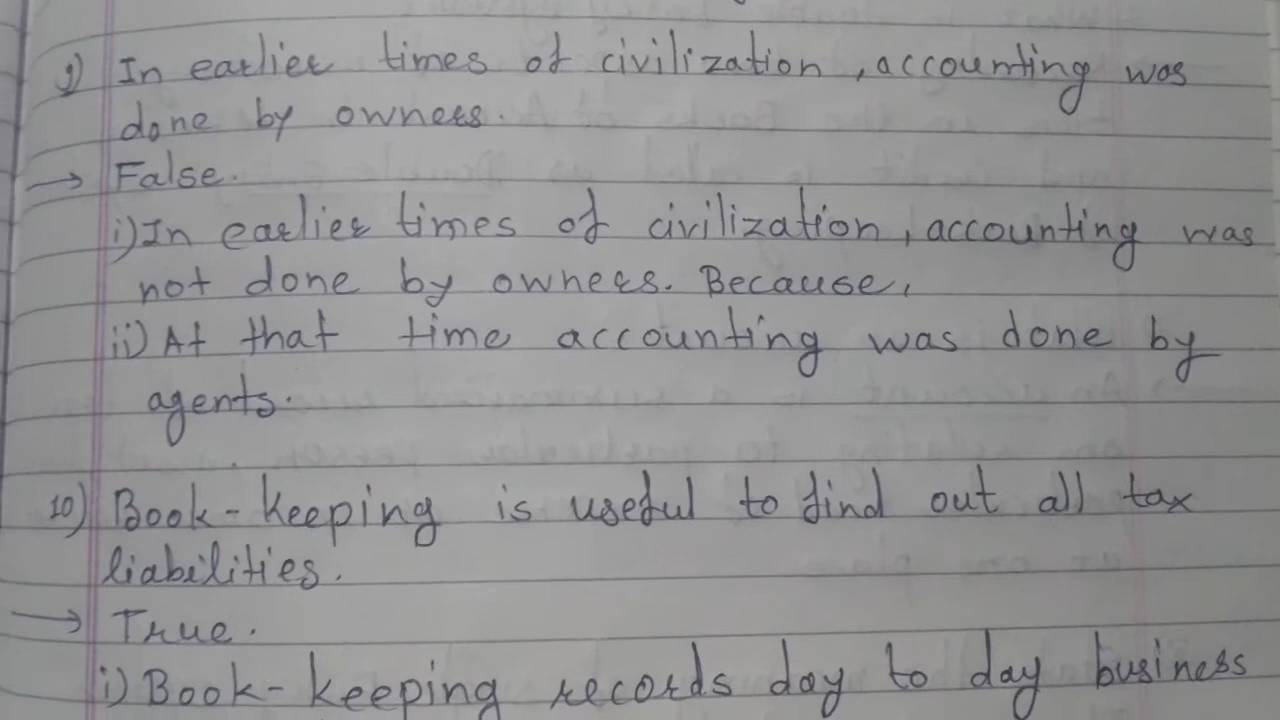 9) In earlier times of civilization, accounting was
done by owners.
→ False.
i) In earlier times of civilization, accounting was
not done by owners. Because,
ii) At that time accounting was done by
agents.
10) Book-keeping is useful to find out all tax
liabilities.
→ True.
i) Book-keeping records day to day business